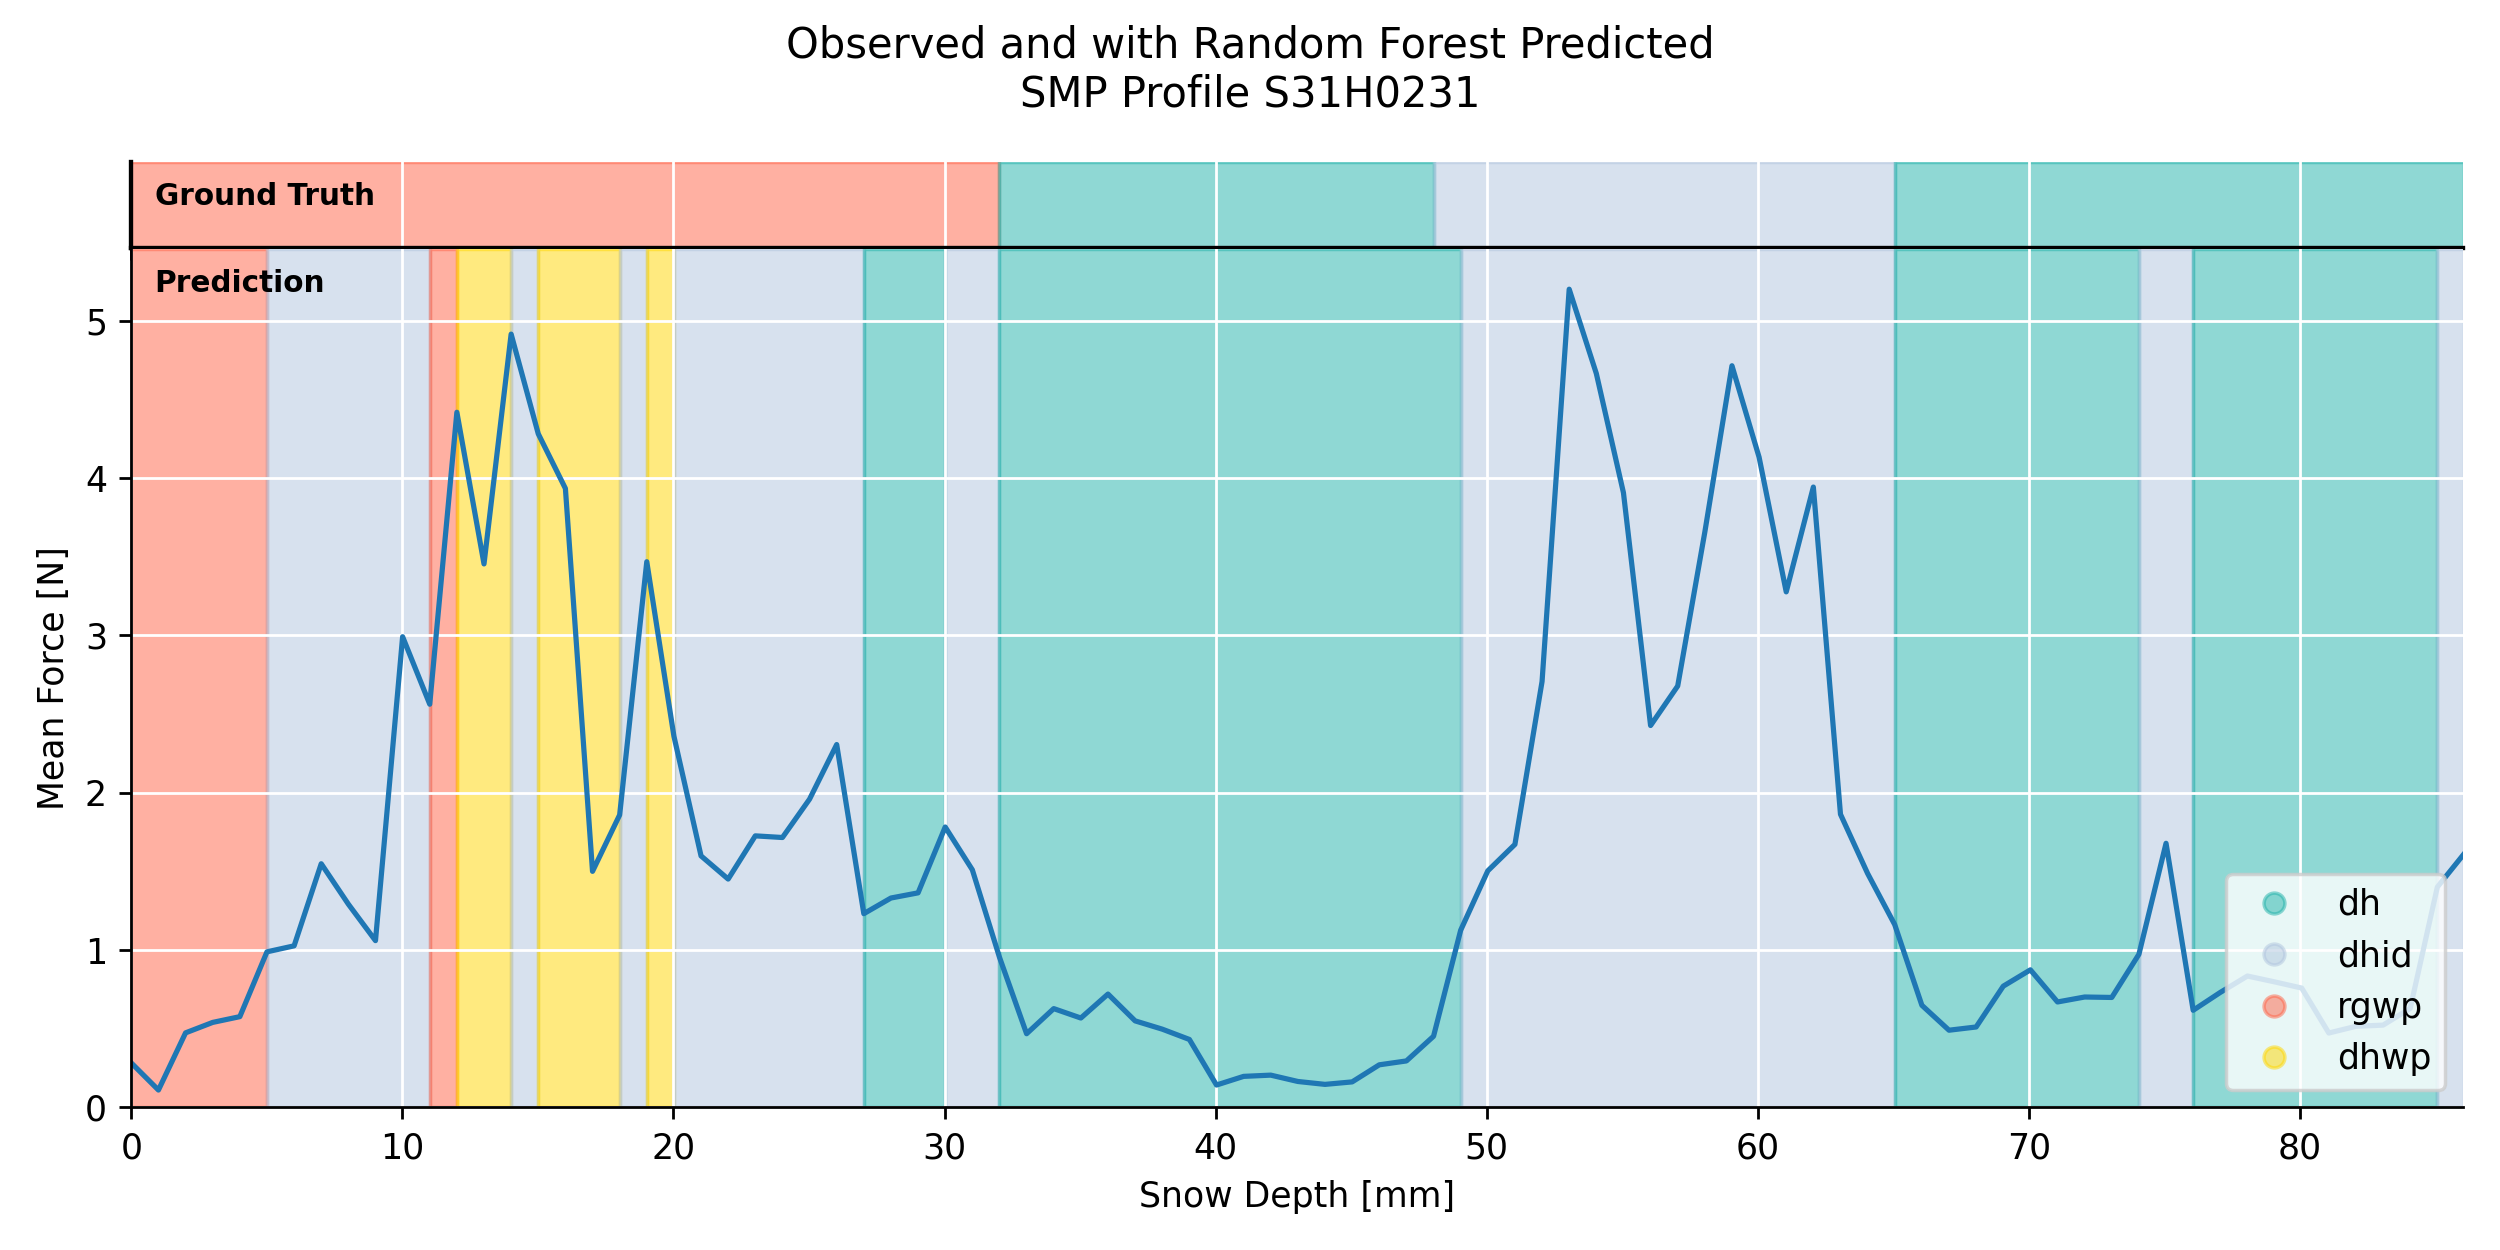 Observed and with Random Forest Predicted
SMP Profile S31H0231
Ground Truth
Prediction
5
4
3
2
1
0
Mean Force [N]
0 10 20 30 40 50 60 70 80
Snow Depth [mm]
dh
dhid
rgwp
dhwp